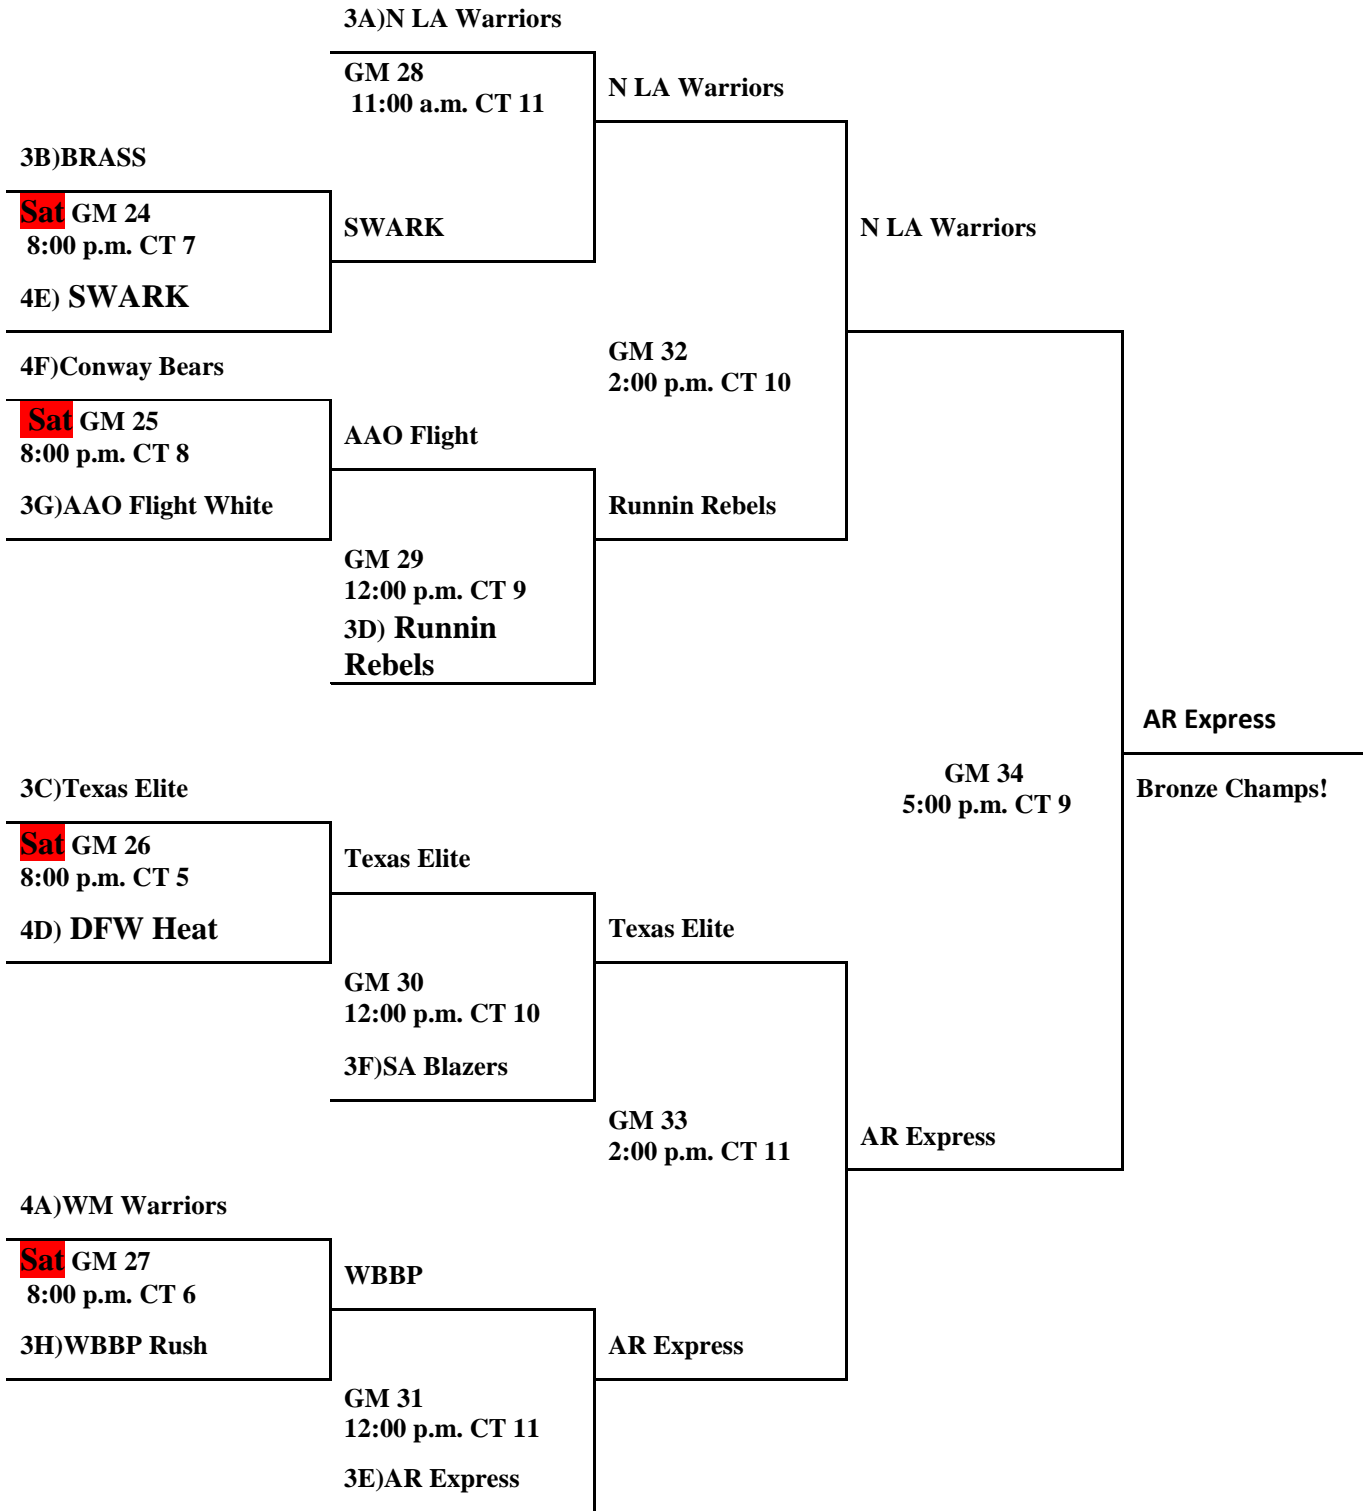 3A)N LA Warriors
GM 28
11:00 a.m. CT 11
N LA Warriors
3B)BRASS
Sat GM 24
8:00 p.m. CT 7
SWARK
N LA Warriors
4E) SWARK
4F)Conway Bears
GM 32
2:00 p.m. CT 10
Sat GM 25
8:00 p.m. CT 8
AAO Flight
3G)AAO Flight White
Runnin Rebels
GM 29
12:00 p.m. CT 9
3D) Runnin
Rebels
AR Express
3C)Texas Elite
GM 34
5:00 p.m. CT 9
Bronze Champs!
Sat GM 26
8:00 p.m. CT 5
Texas Elite
4D) DFW Heat
Texas Elite
GM 30
12:00 p.m. CT 10
3F)SA Blazers
GM 33
2:00 p.m. CT 11
AR Express
4A)WM Warriors
Sat GM 27
8:00 p.m. CT 6
WBBP
3H)WBBP Rush
AR Express
GM 31
12:00 p.m. CT 11
3E)AR Express